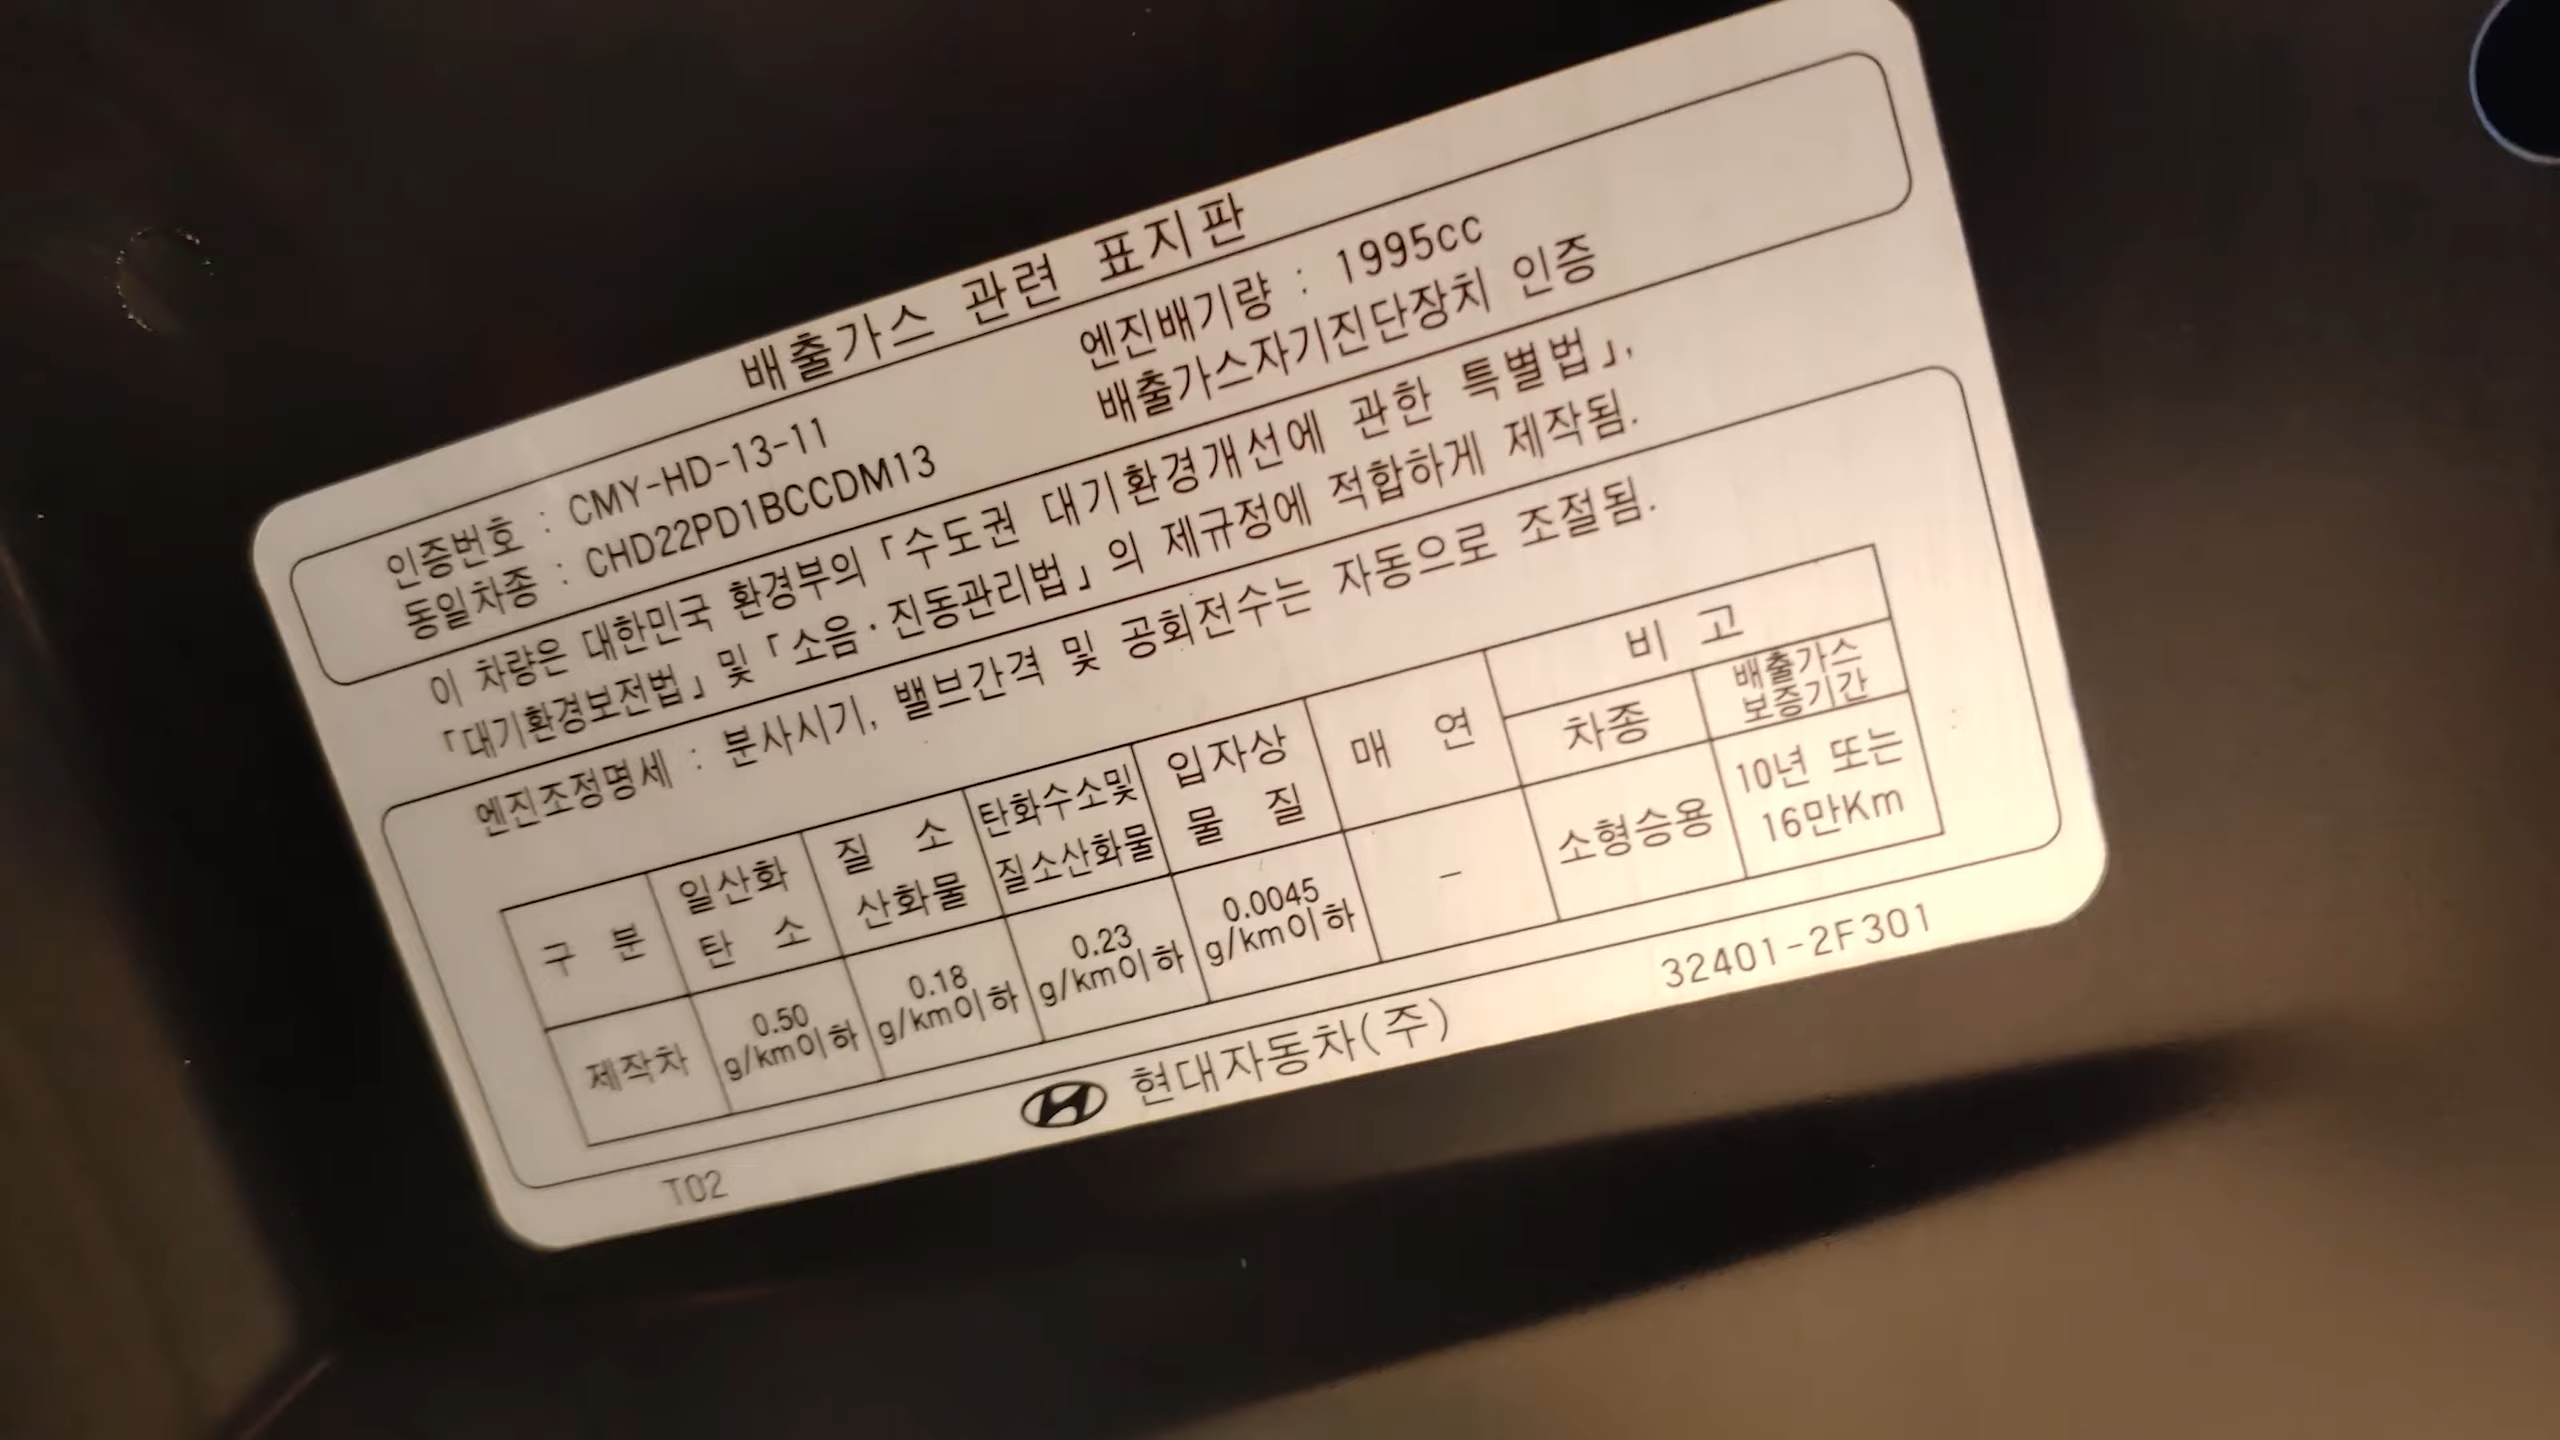 배출가스 관련 표지판
인증번호 : CMY-HD-13-11 엔진배기량 : 1995cc
동일차종 : CHD22PD1BCCDM13 배출가스자기진단장치 인증
이 차량은 대한민국 환경부의 「수도권 대기환경개선에 관한 특별법」,
「대기환경보전법」 및 「소음·진동관리법」의 제규정에 적합하게 제작됨.
엔진조정명세 : 분사시기, 밸브간격 및 공회전수는 자동으로 조절됨.
구 분
일산화
탄 소
질 소
산화물
탄화수소및
질소산화물
입자상
물 질
매 연
비 고
차종
배출가스
보증기간
제작차
0.50
g/km이하
0.18
g/km이하
0.23
g/km이하
0.0045
g/km이하
-
소형승용
10년 또는
16만Km
현대자동차(주)
32401-2F301
T02